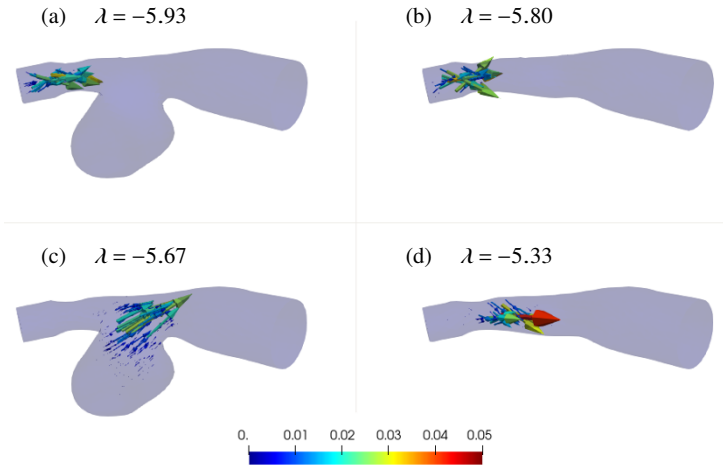 (a) λ = −5.93
(b) λ = −5.80
(c) λ = −5.67
(d) λ = −5.33
0. 0.01 0.02 0.03 0.04 0.05